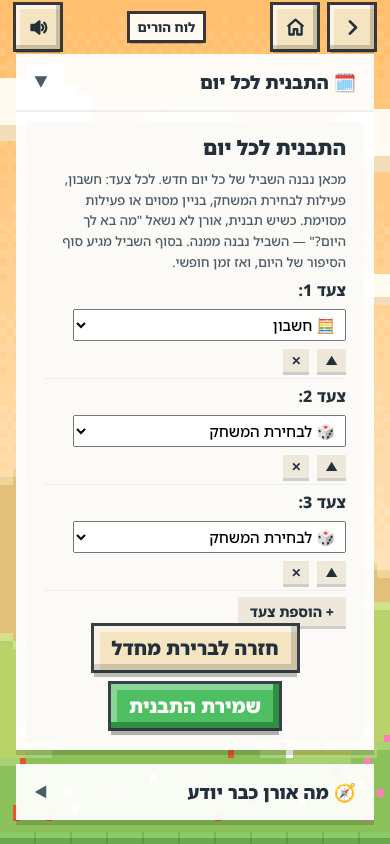 לוח הורים
🗓️ התבנית לכל יום ▼
התבנית לכל יום
מכאן נבנה השביל של כל יום חדש. לכל צעד: חשבון,
פעילות לבחירת המשחק, בניין מסוים או פעילות
מסוימת. כשיש תבנית, אורן לא נשאל "מה בא לך
היום?" — השביל נבנה ממנה. בסוף השביל מגיע סוף
הסיפור של היום, ואז זמן חופשי.
צעד 1:
🧮 חשבון
▲ ×
צעד 2:
🎲 לבחירת המשחק
▲ ×
צעד 3:
🎲 לבחירת המשחק
▲ ×
+ הוספת צעד
חזרה לברירת מחדל
שמירת התבנית
🧭 מה אורן כבר יודע ◀